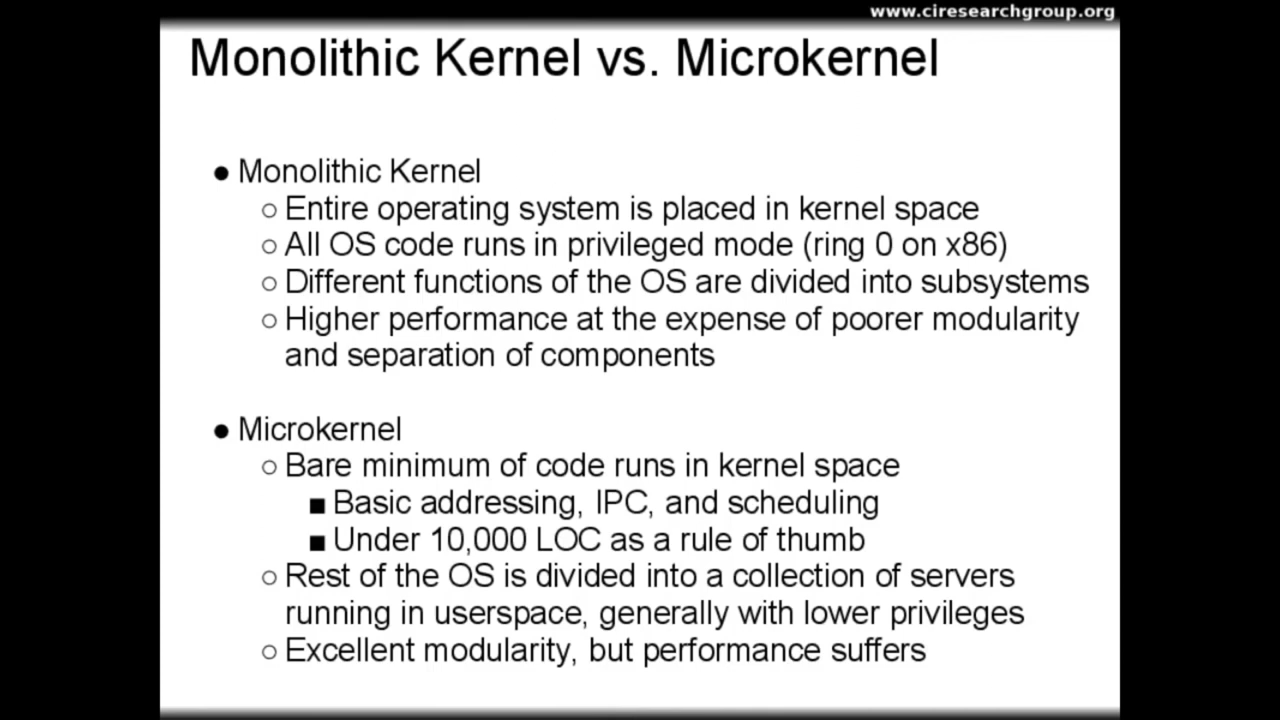 www.ciresearchgroup.org
Monolithic Kernel vs. Microkernel
● Monolithic Kernel
○ Entire operating system is placed in kernel space
○ All OS code runs in privileged mode (ring 0 on x86)
○ Different functions of the OS are divided into subsystems
○ Higher performance at the expense of poorer modularity
and separation of components
● Microkernel
○ Bare minimum of code runs in kernel space
■ Basic addressing, IPC, and scheduling
■ Under 10,000 LOC as a rule of thumb
○ Rest of the OS is divided into a collection of servers
running in userspace, generally with lower privileges
○ Excellent modularity, but performance suffers